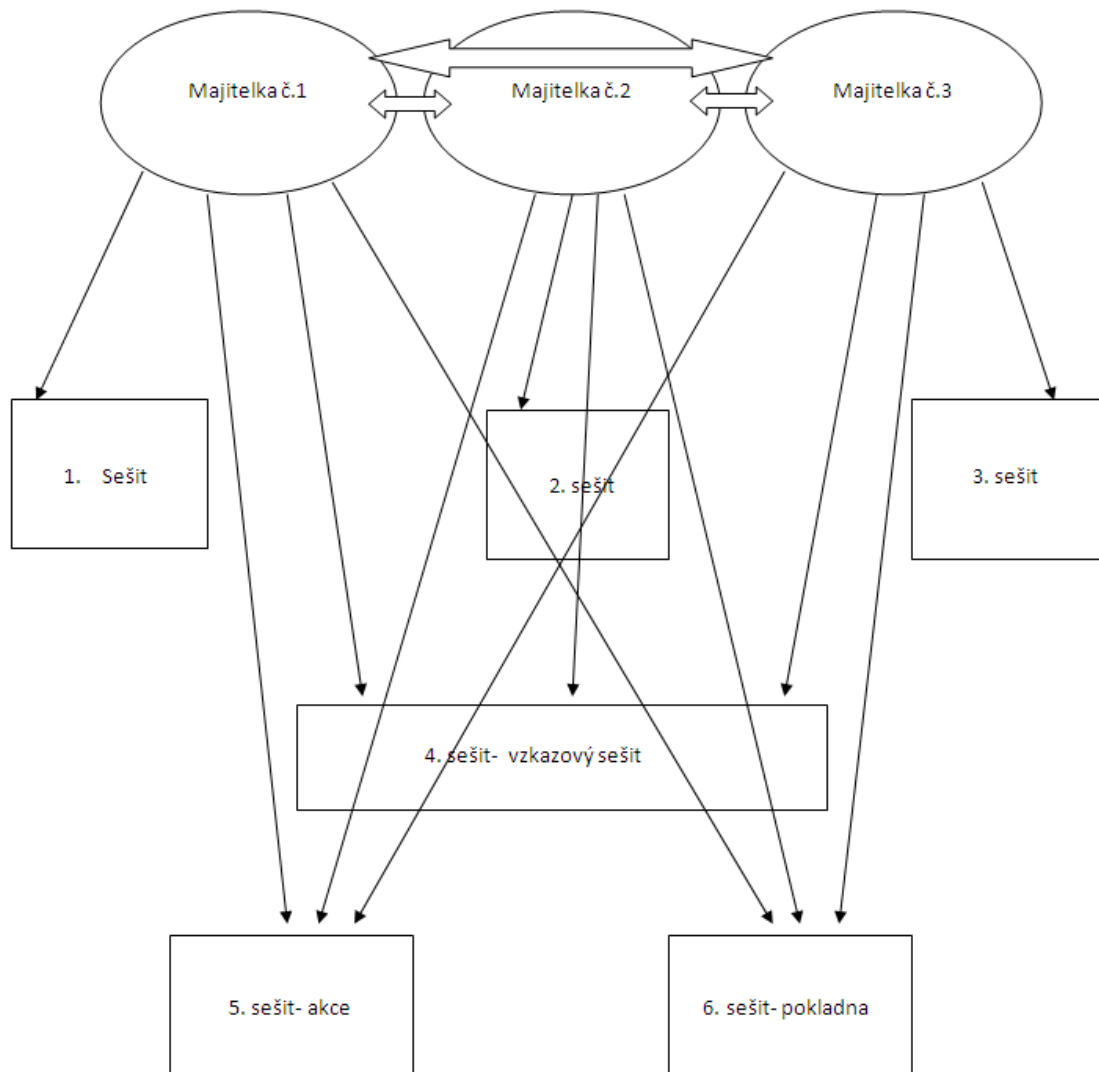 Majitelka č.1
Majitelka č.2
Majitelka č.3
1. Sešit
2. sešit
3. sešit
4. sešit- vzkazový sešit
5. sešit- akce
6. sešit- pokladna